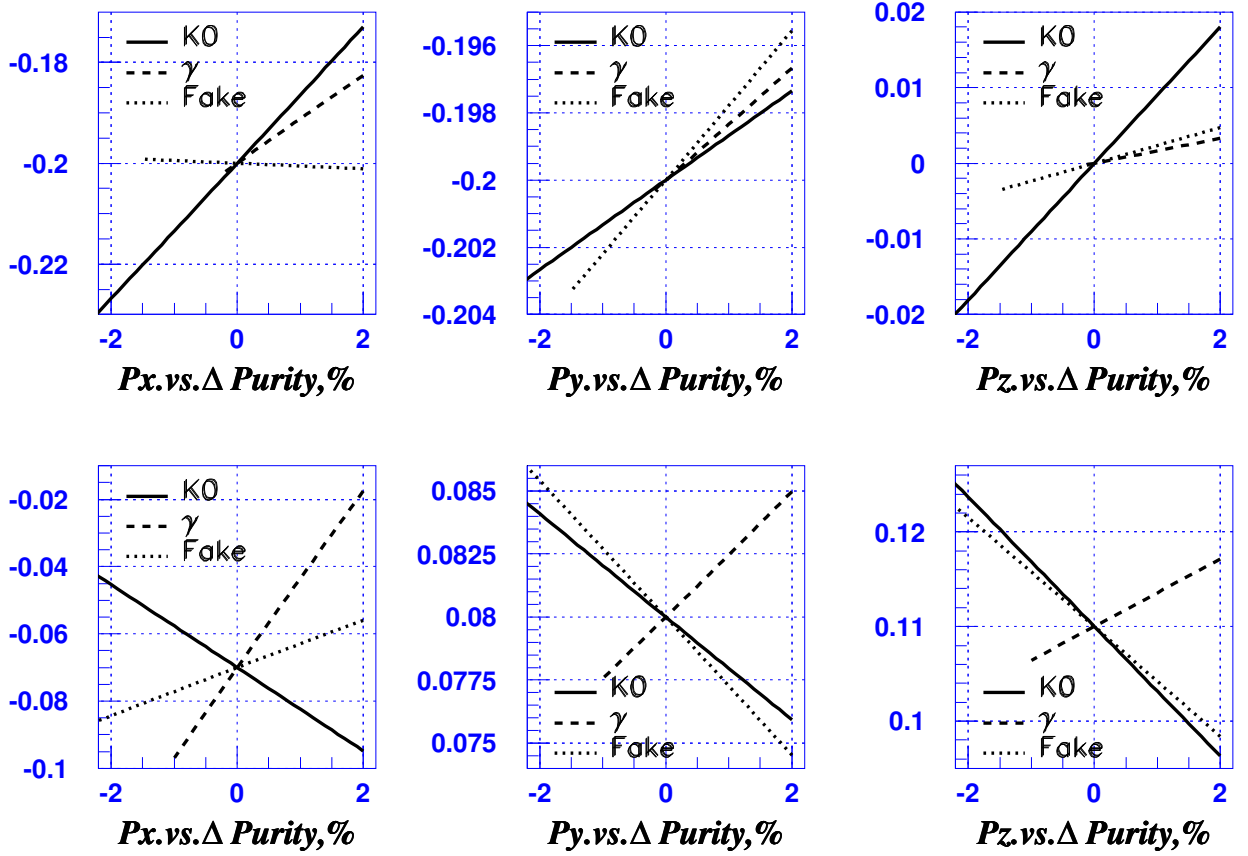 K0
γ
Fake
-0.18
-0.2
-0.22
-2 0 2
Px.vs.Δ Purity,%
K0
γ
Fake
-0.196
-0.198
-0.2
-0.202
-0.204
-2 0 2
Py.vs.Δ Purity,%
K0
γ
Fake
0.02
0.01
0
-0.01
-0.02
-2 0 2
Pz.vs.Δ Purity,%
K0
γ
Fake
-0.02
-0.04
-0.06
-0.08
-0.1
-2 0 2
Px.vs.Δ Purity,%
0.085
0.0825
0.08
0.0775
0.075
K0
γ
Fake
-2 0 2
Py.vs.Δ Purity,%
0.12
0.11
0.1
K0
γ
Fake
-2 0 2
Pz.vs.Δ Purity,%